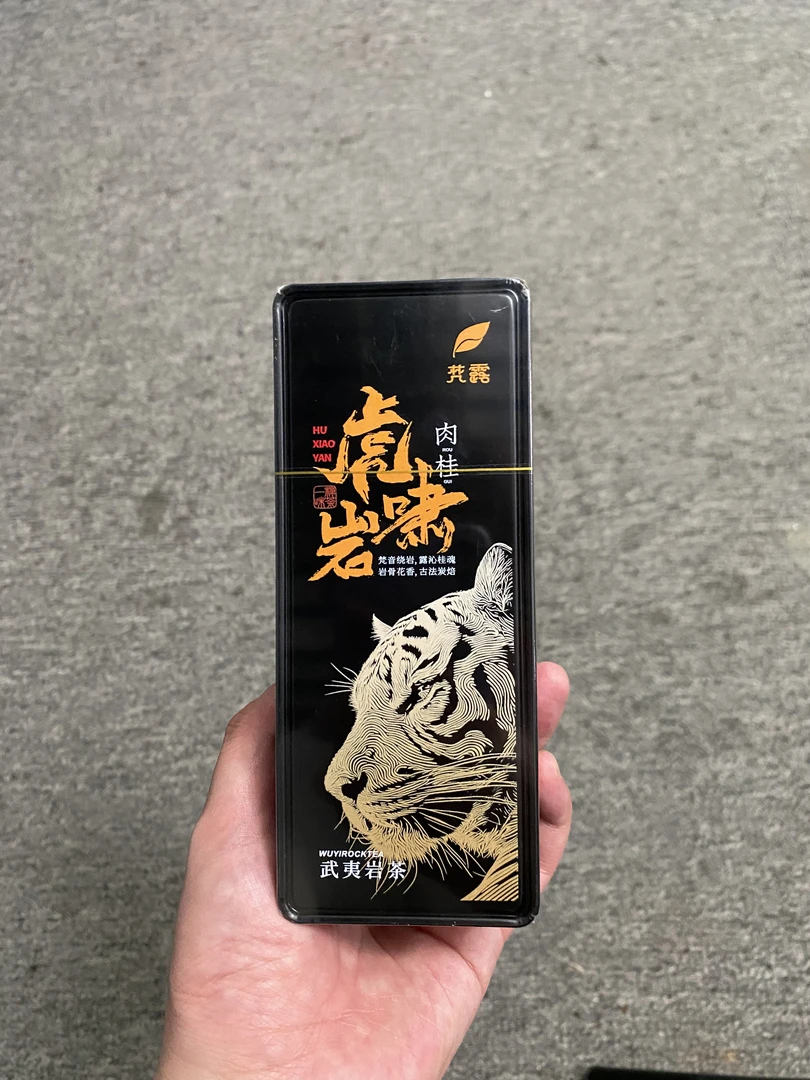 梵露
HU
XIAO
YAN
虎啸岩
肉
ROU
桂
GUI
梵音绕岩,露沁桂魂
岩骨花香,古法炭焙
WUYIROCKTEA
武夷岩茶